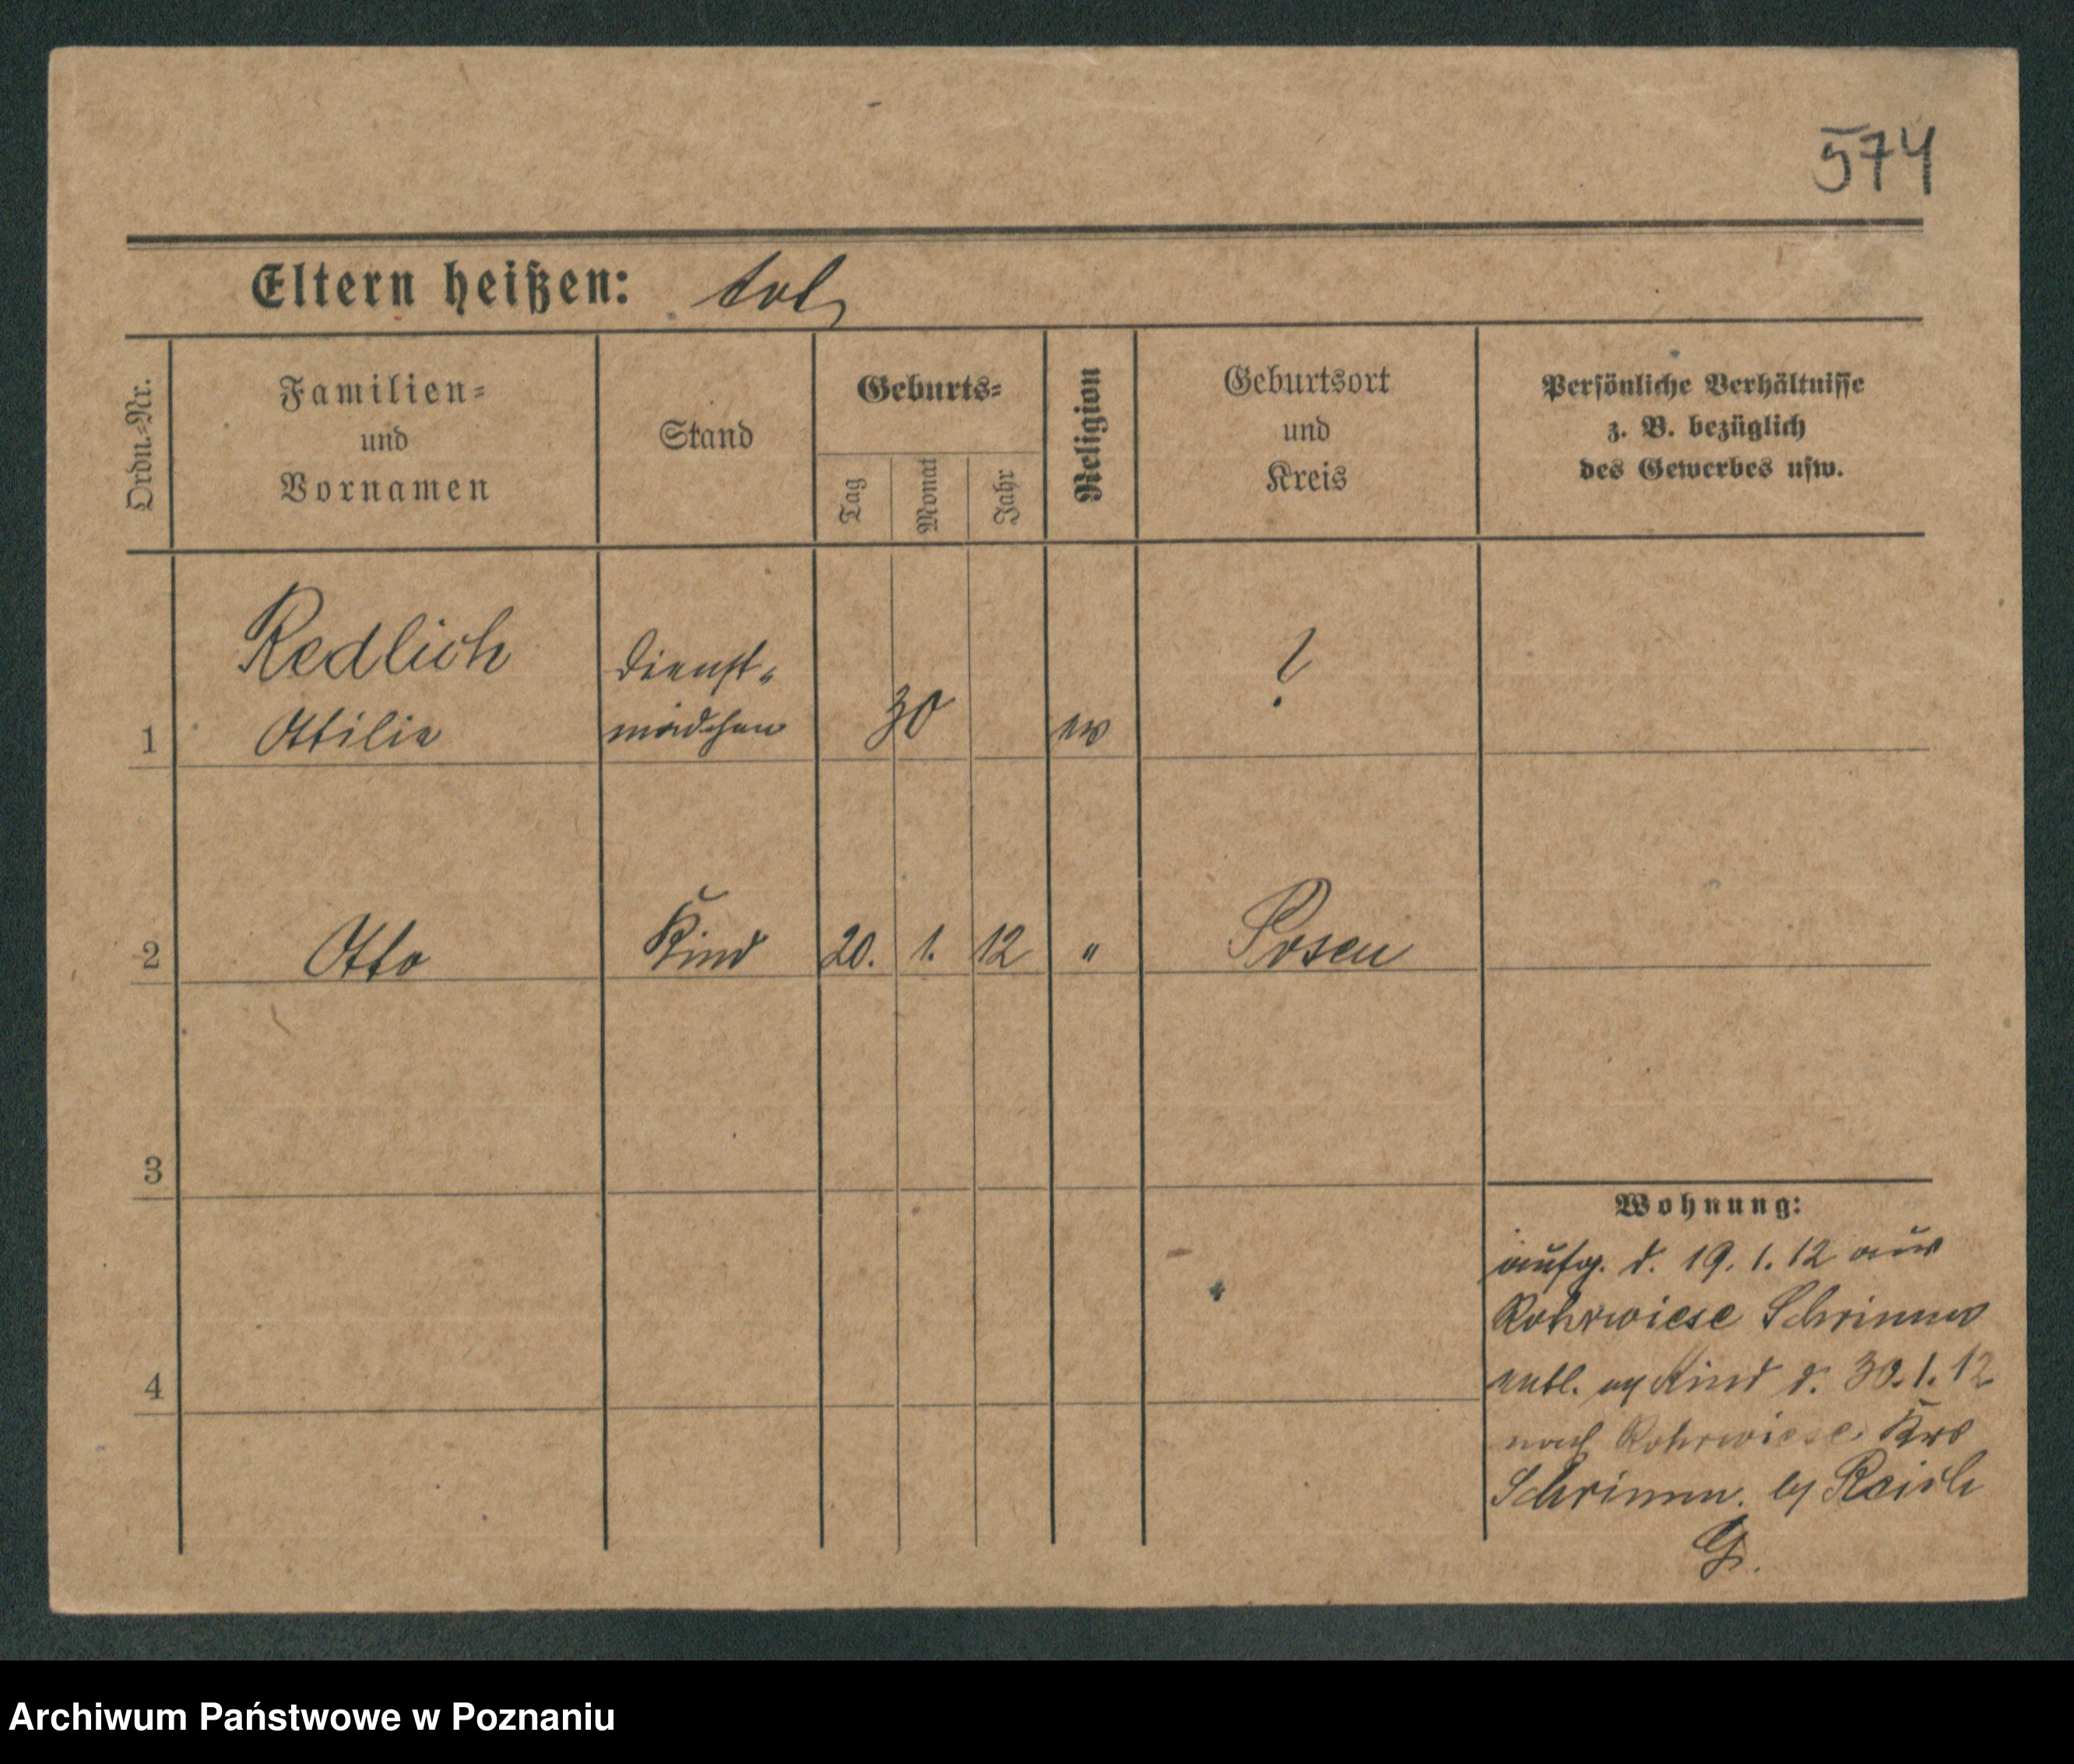 574
Eltern heißen:
Ordn.-Nr.
Familien-
und
Vornamen
Stand
Geburts-
Tag
Monat
Jahr
Religion
Geburtsort
und
Kreis
Persönliche Verhältnisse
z. B. bezüglich
des Gewerbes usw.
Redlich
Dienst-
?
1 Ottilie mädchen 30 ev
2 Otto Kind 20. 1. 12 " Posen
3
Wohnung:
aufg. d. 19. 1. 12 aus
Rohrwiese Schrimm
4
entl. Kind d. 30. 1. 12
nach Rohrwiese Krs
Schrimm.
Archiwum Państwowe w Poznaniu